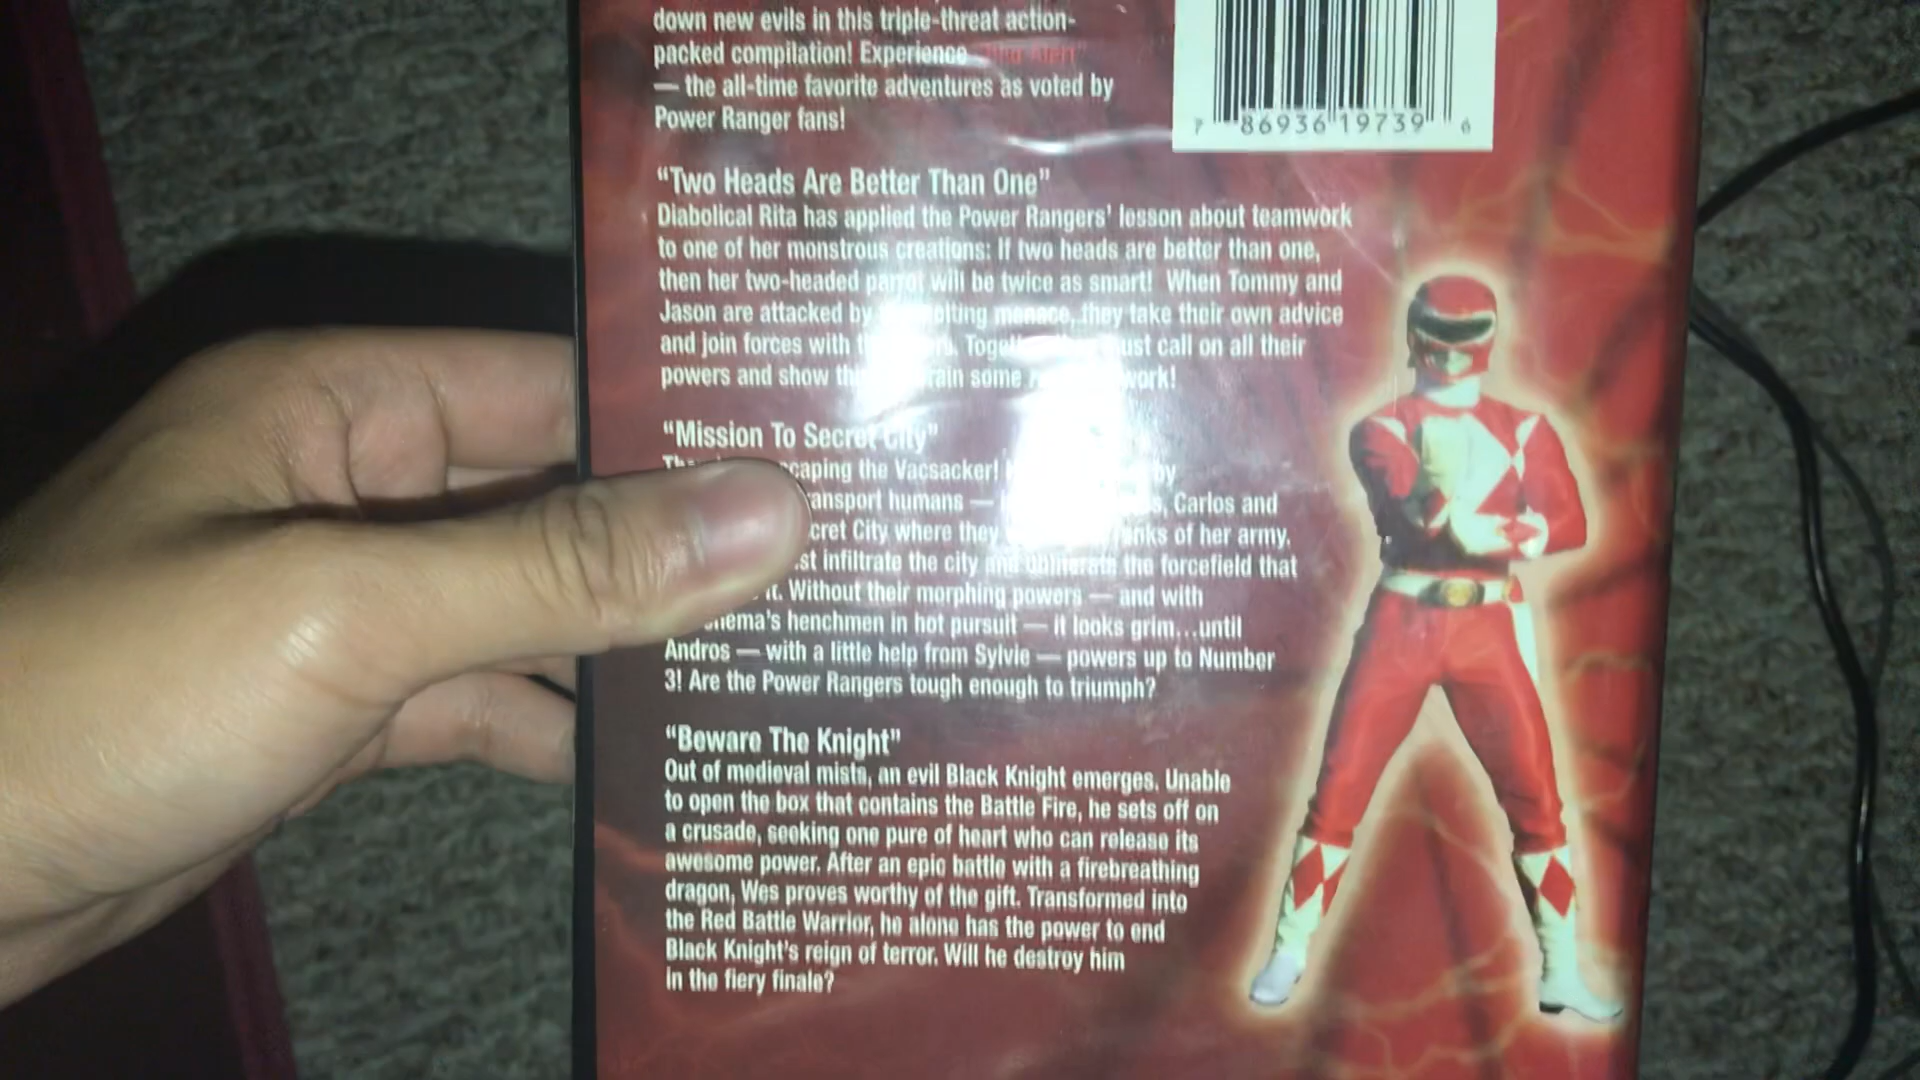 down new evils in this triple-threat action-
packed compilation! Experience
— the all-time favorite adventures as voted by
Power Ranger fans!
7 86936 19739 6
“Two Heads Are Better Than One”
Diabolical Rita has applied the Power Rangers’ lesson about teamwork
to one of her monstrous creations: If two heads are better than one,
then her two-headed parrot will be twice as smart! When Tommy and
Jason are attacked by menace, they take their own advice
and join forces with call on all their
powers and show some work!
“Mission To Secret City”
the Vacsacker! by
humans — Carlos and
City where they of her army.
infiltrate the city and obliterate the forcefield that
it. Without their morphing powers — and with
henchmen in hot pursuit — it looks grim...until
Andros — with a little help from Sylvie — powers up to Number
3! Are the Power Rangers tough enough to triumph?
“Beware The Knight”
Out of medieval mists, an evil Black Knight emerges. Unable
to open the box that contains the Battle Fire, he sets off on
a crusade, seeking one pure of heart who can release its
awesome power. After an epic battle with a firebreathing
dragon, Wes proves worthy of the gift. Transformed into
the Red Battle Warrior, he alone has the power to end
Black Knight’s reign of terror. Will he destroy him
in the fiery finale?